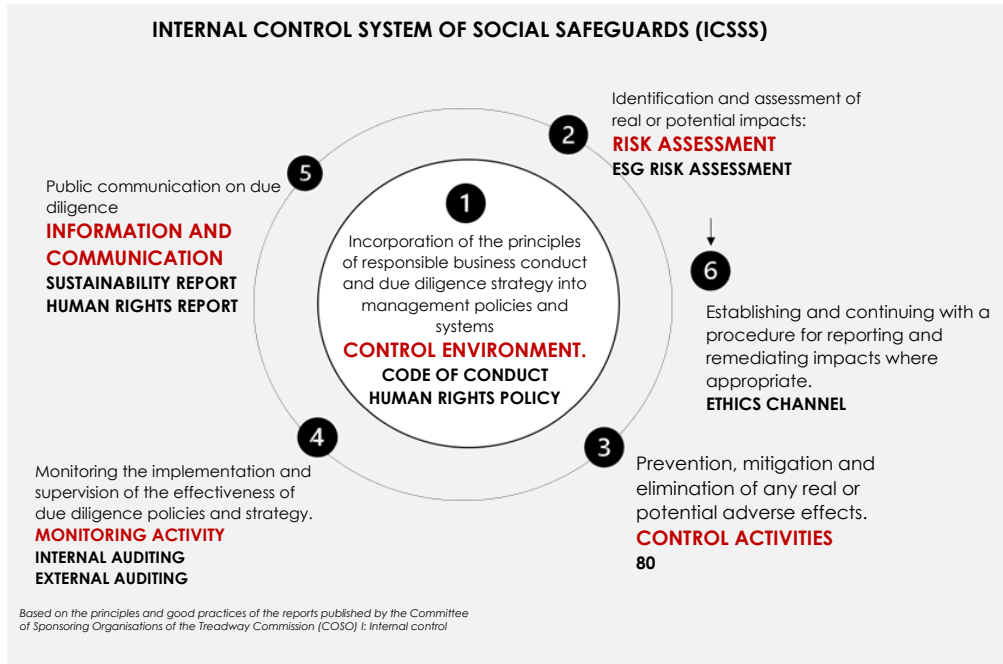 INTERNAL CONTROL SYSTEM OF SOCIAL SAFEGUARDS (ICSSS)
1
Incorporation of the principles
of responsible business conduct
and due diligence strategy into
management policies and
systems
CONTROL ENVIRONMENT.
CODE OF CONDUCT
HUMAN RIGHTS POLICY
2
Identification and assessment of
real or potential impacts:
RISK ASSESSMENT
ESG RISK ASSESSMENT
6
Establishing and continuing with a
procedure for reporting and
remediating impacts where
appropriate.
ETHICS CHANNEL
3
Prevention, mitigation and
elimination of any real or
potential adverse effects.
CONTROL ACTIVITIES
80
4
Monitoring the implementation and
supervision of the effectiveness of
due diligence policies and strategy.
MONITORING ACTIVITY
INTERNAL AUDITING
EXTERNAL AUDITING
5
Public communication on due
diligence
INFORMATION AND
COMMUNICATION
SUSTAINABILITY REPORT
HUMAN RIGHTS REPORT
Based on the principles and good practices of the reports published by the Committee
of Sponsoring Organisations of the Treadway Commission (COSO) I: Internal control